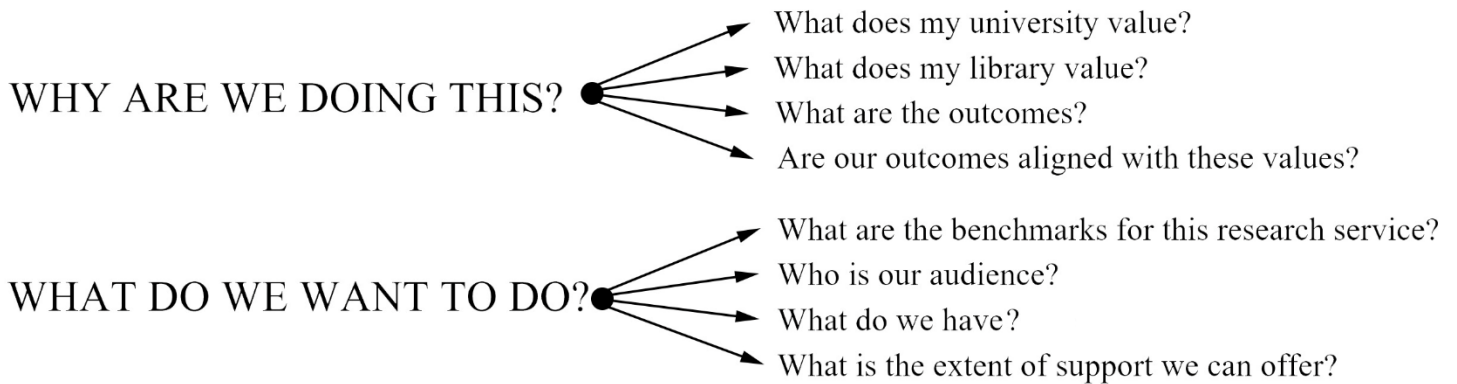 WHY ARE WE DOING THIS?
What does my university value?
What does my library value?
What are the outcomes?
Are our outcomes aligned with these values?
WHAT DO WE WANT TO DO?
What are the benchmarks for this research service?
Who is our audience?
What do we have?
What is the extent of support we can offer?